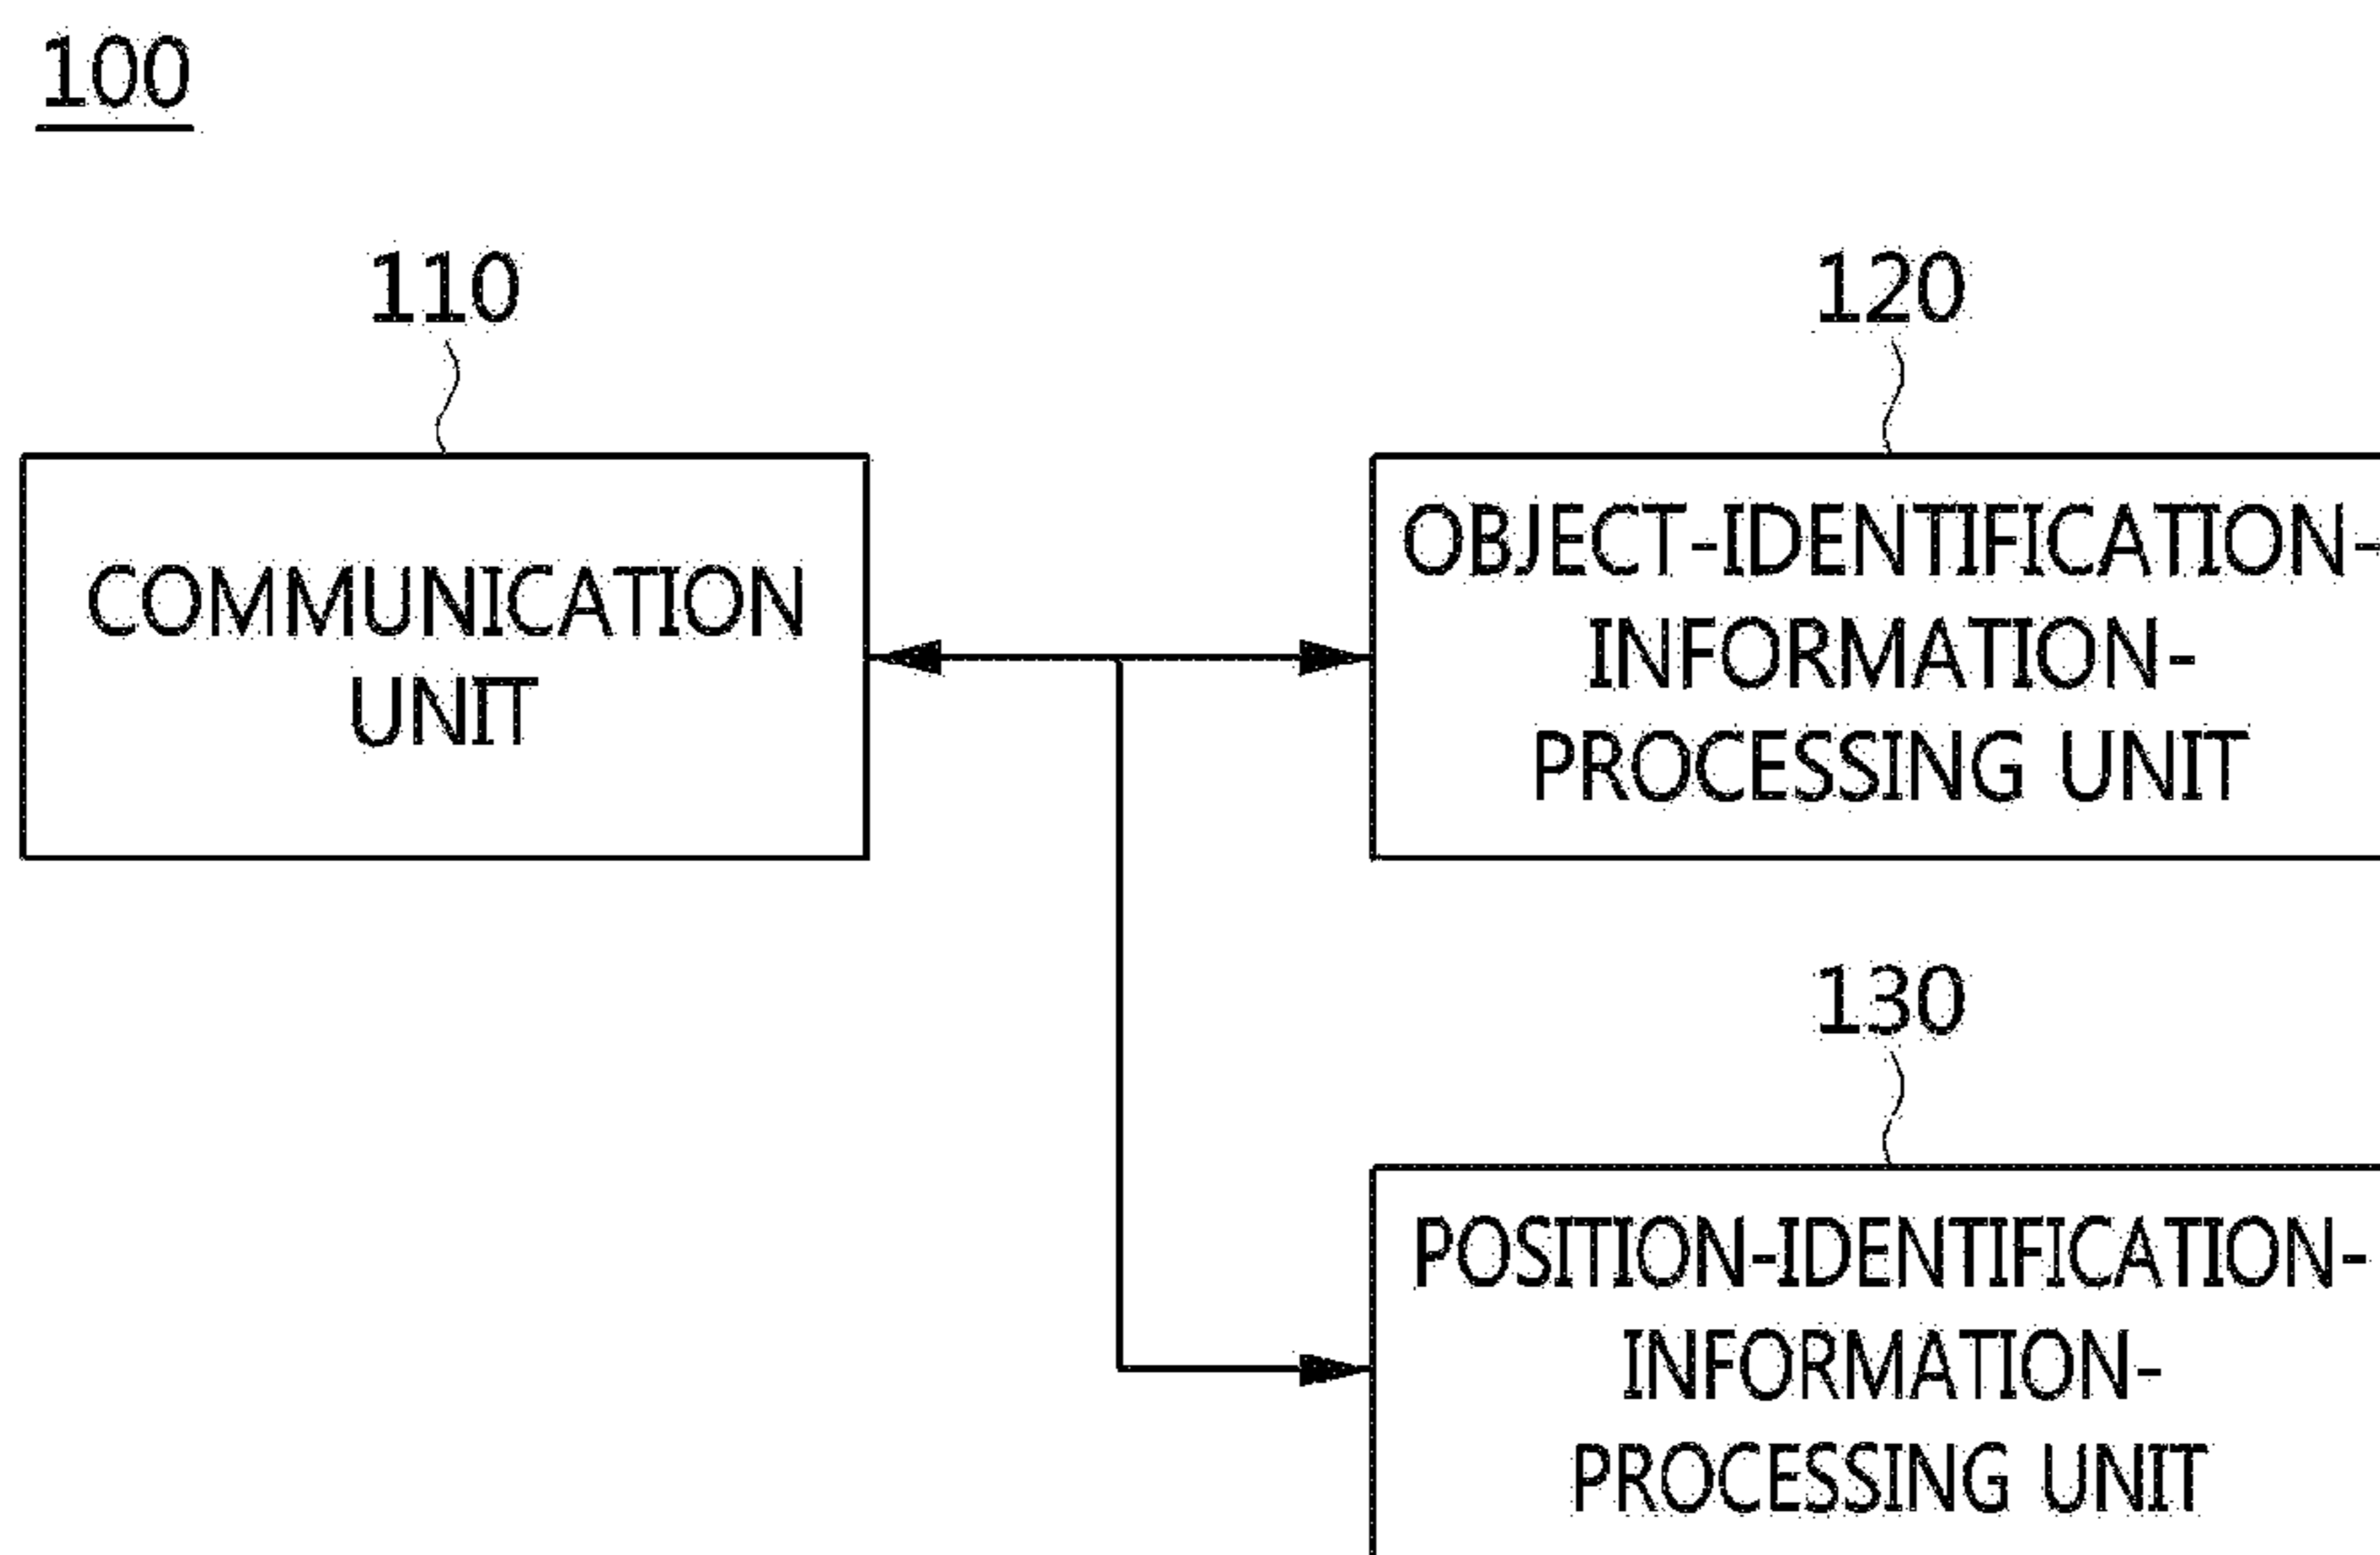 100
110
120
COMMUNICATION
UNIT
OBJECT-IDENTIFICATION-
INFORMATION-
PROCESSING UNIT
130
POSITION-IDENTIFICATION-
INFORMATION-
PROCESSING UNIT